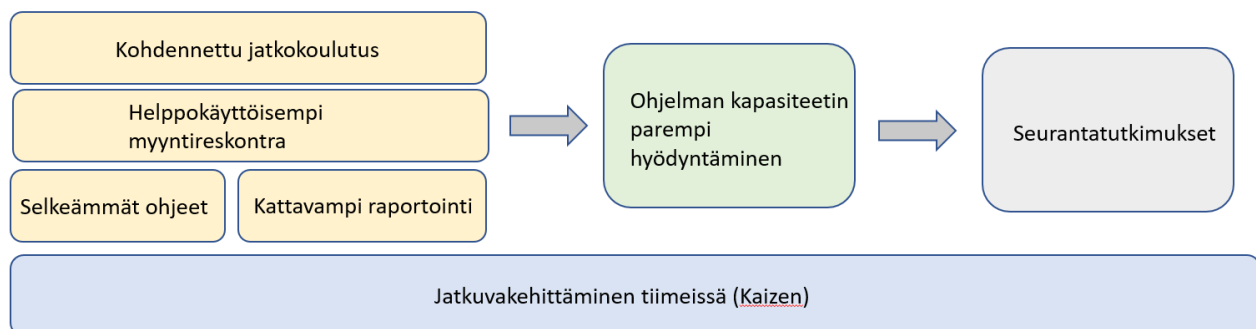 Kohdennettu jatkokoulutus
Helppokäyttöisempi
myyntireskontra
Selkeämmät ohjeet
Kattavampi raportointi
Ohjelman kapasiteetin
parempi
hyödyntäminen
Seurantatutkimukset
Jatkuvakehittäminen tiimeissä (Kaizen)